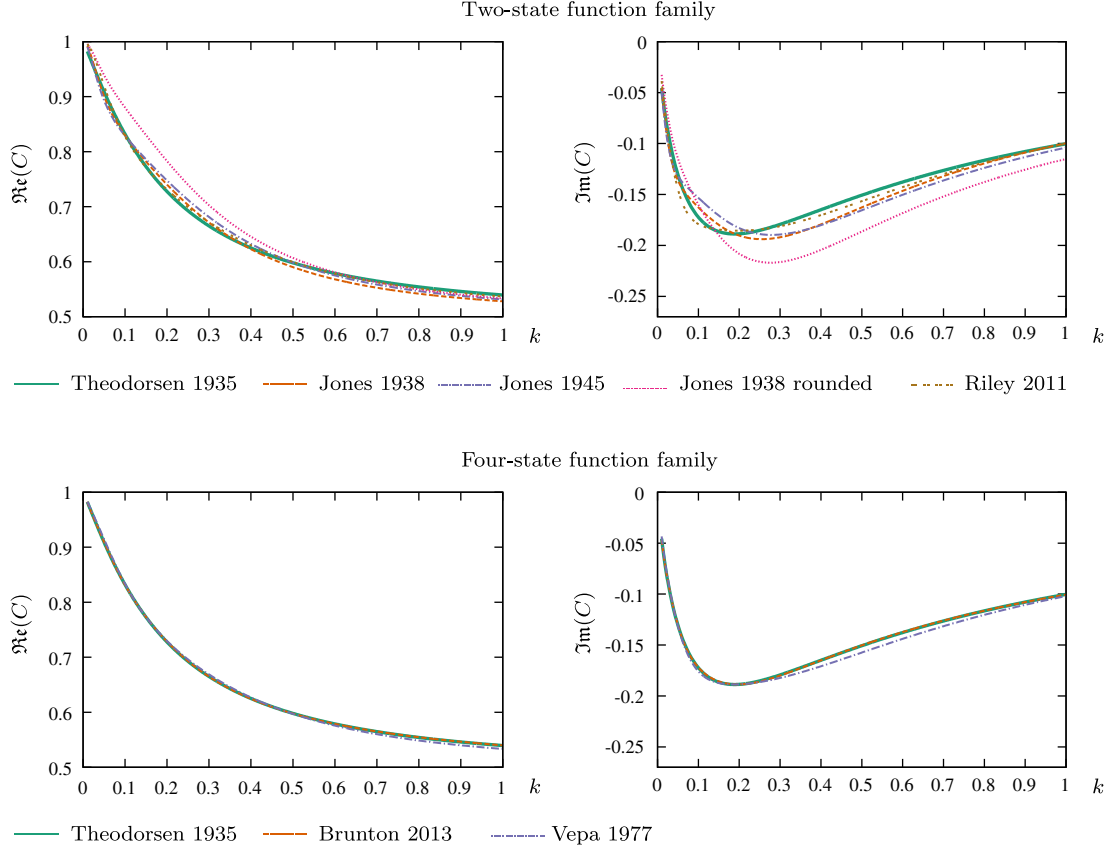 Two-state function family
1
0.9
0.8
0.7
0.6
0.5
ℜe(C)
0 0.1 0.2 0.3 0.4 0.5 0.6 0.7 0.8 0.9 1 k
0
-0.05
-0.1
-0.15
-0.2
-0.25
ℑm(C)
0 0.1 0.2 0.3 0.4 0.5 0.6 0.7 0.8 0.9 1 k
Theodorsen 1935 Jones 1938 Jones 1945 Jones 1938 rounded Riley 2011
Four-state function family
1
0.9
0.8
0.7
0.6
0.5
ℜe(C)
0 0.1 0.2 0.3 0.4 0.5 0.6 0.7 0.8 0.9 1 k
0
-0.05
-0.1
-0.15
-0.2
-0.25
ℑm(C)
0 0.1 0.2 0.3 0.4 0.5 0.6 0.7 0.8 0.9 1 k
Theodorsen 1935 Brunton 2013 Vepa 1977